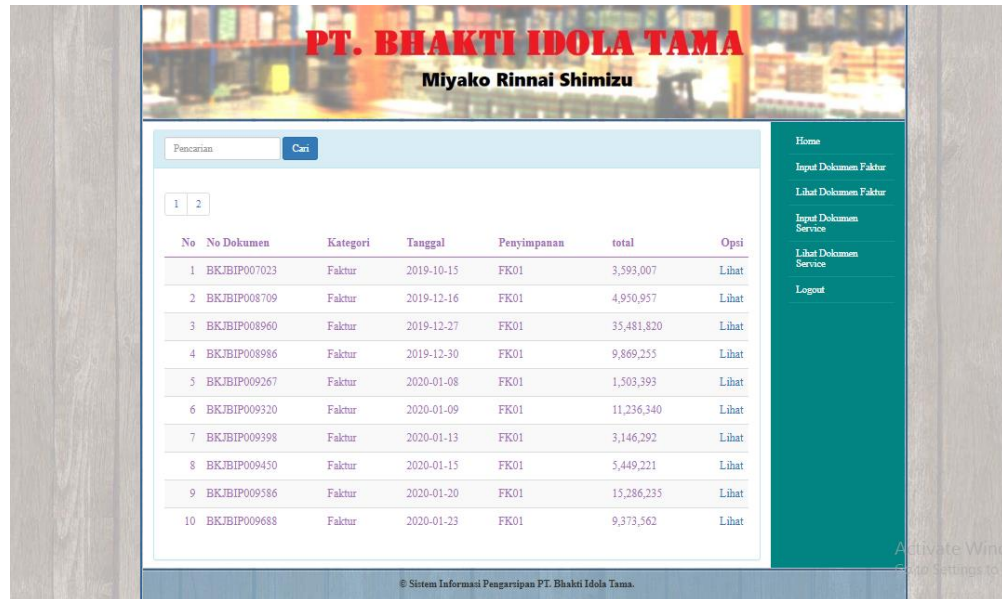 PT. BHAKTI IDOLA TAMA
Miyako Rinnai Shimizu
Pencarian Cari
1 2
No No Dokumen Kategori Tanggal Penyimpanan total Opsi
1 BKJBIP007023 Faktur 2019-10-15 FK01 3,593,007 Lihat
2 BKJBIP008709 Faktur 2019-12-16 FK01 4,950,957 Lihat
3 BKJBIP008960 Faktur 2019-12-27 FK01 35,481,820 Lihat
4 BKJBIP008986 Faktur 2019-12-30 FK01 9,869,255 Lihat
5 BKJBIP009267 Faktur 2020-01-08 FK01 1,503,393 Lihat
6 BKJBIP009320 Faktur 2020-01-09 FK01 11,236,340 Lihat
7 BKJBIP009398 Faktur 2020-01-13 FK01 3,146,292 Lihat
8 BKJBIP009450 Faktur 2020-01-15 FK01 5,449,221 Lihat
9 BKJBIP009586 Faktur 2020-01-20 FK01 15,286,235 Lihat
10 BKJBIP009688 Faktur 2020-01-23 FK01 9,373,562 Lihat
Home
Input Dokumen Faktur
Lihat Dokumen Faktur
Input Dokumen
Service
Lihat Dokumen
Service
Logout
Activate Wind
Go to Settings to
© Sistem Informasi Pengarsipan PT. Bhakti Idola Tama.